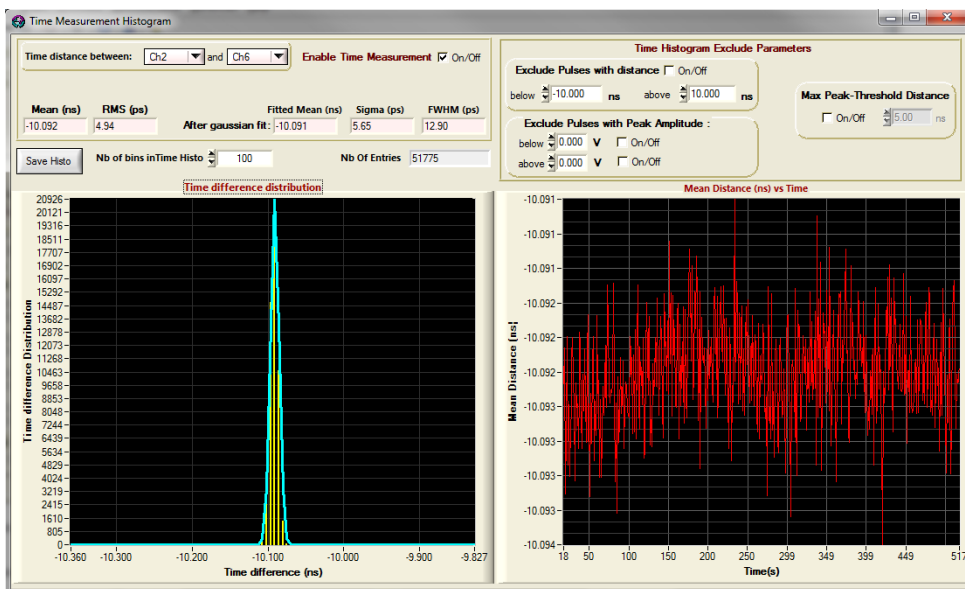 Time Measurement Histogram
Time distance between: Ch2 and Ch6 Enable Time Measurement On/Off
Mean (ns) RMS (ps) Fitted Mean (ns) Sigma (ps) FWHM (ps)
-10.092 4.94 After gaussian fit: -10.091 5.65 12.90
Save Histo Nb of bins inTime Histo 100 Nb Of Entries 51775
Time Histogram Exclude Parameters
Exclude Pulses with distance On/Off
below -10.000 ns above 10.000 ns
Exclude Pulses with Peak Amplitude :
below 0.000 V On/Off
above 0.000 V On/Off
Max Peak-Threshold Distance
On/Off 5.00 ns
Time difference distribution
Time difference Distribution
20926
20121
19316
18511
17707
16902
16097
15292
14487
13682
12878
12073
11268
10463
9658
8853
8048
7244
6439
5634
4829
4024
3219
2415
1610
805
0
-10.360 -10.300 -10.200 -10.100 -10.000 -9.900 -9.827
Time difference (ns)
Mean Distance (ns) vs Time
Mean Distance (ns)
-10.091
-10.091
-10.091
-10.092
-10.092
-10.092
-10.093
-10.093
-10.093
-10.093
-10.094
18 50 100 150 200 250 299 349 399 449 517
Time(s)